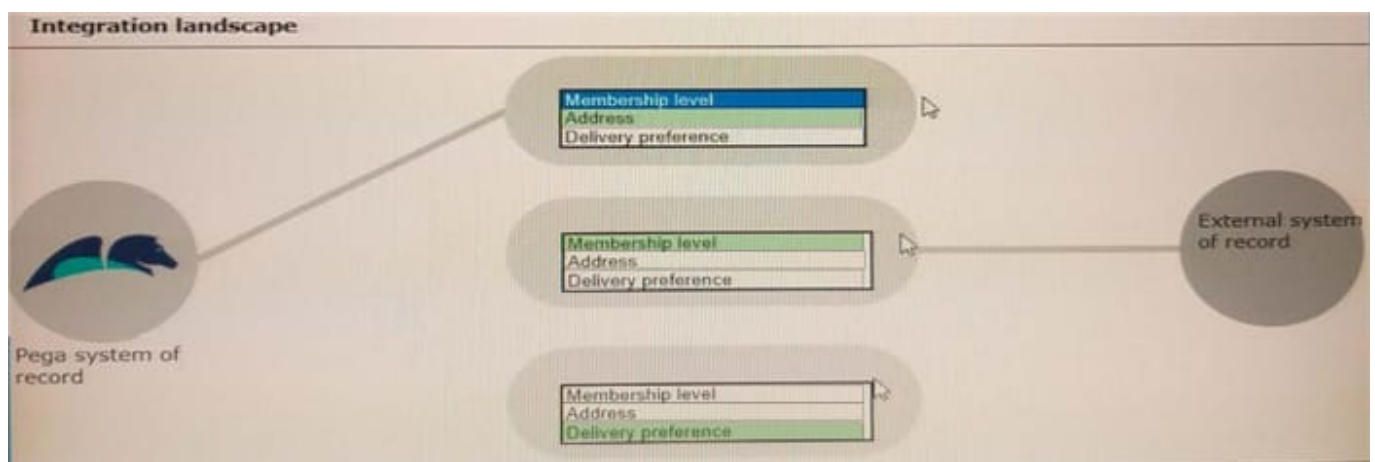 Integration landscape
Membership level
Address
Delivery preference
Membership level
Address
Delivery preference
External system
of record
Pega system of
record
Membership level
Address
Delivery preference